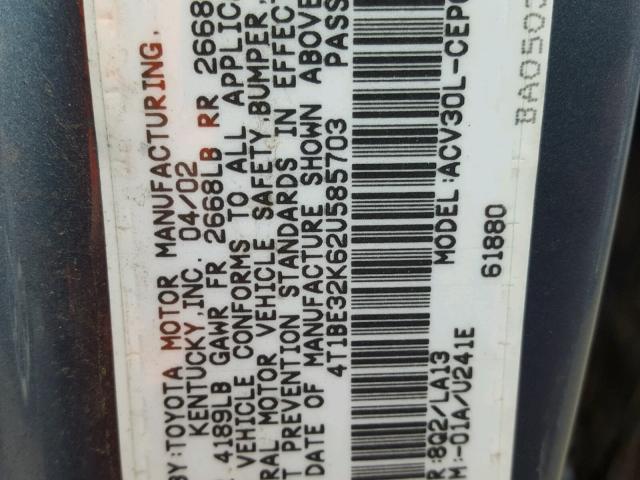 BY:TOYOTA MOTOR MANUFACTURING.
KENTUCKY,INC. 04/02
4189LB GAWR FR 2668LB RR 2668
VEHICLE CONFORMS TO ALL APPLIC
RAL MOTOR VEHICLE SAFETY,BUMPER,
T PREVENTION STANDARDS IN EFFECT
DATE OF MANUFACTURE SHOWN ABOVE
4T1BE32K62U585703 PASS
MODEL:ACV30L-CEP
R:8Q2/LA13 61880
M:-01A/U241E
BA0503